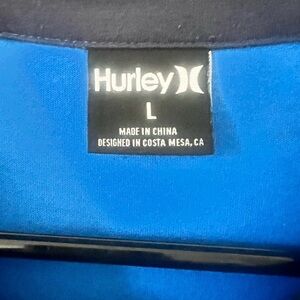 Hurley
L
MADE IN CHINA
DESIGNED IN COSTA MESA, CA